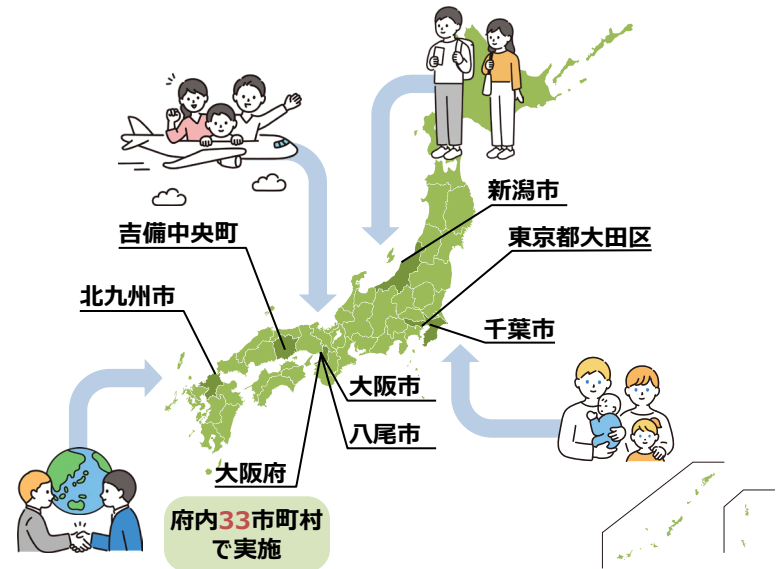 新潟市
吉備中央町
東京都大田区
北九州市
千葉市
大阪市
八尾市
大阪府
府内33市町村
で実施